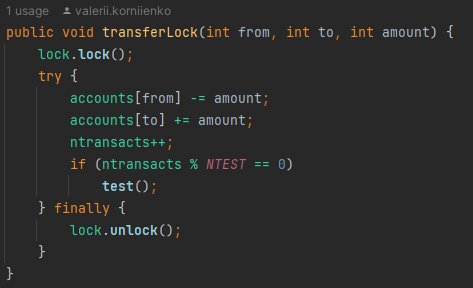 1 usage valerii.korniienko
public void transferLock(int from, int to, int amount) {
    lock.lock();
    try {
        accounts[from] -= amount;
        accounts[to] += amount;
        ntransacts++;
        if (ntransacts % NTEST == 0)
            test();
    } finally {
        lock.unlock();
    }
}